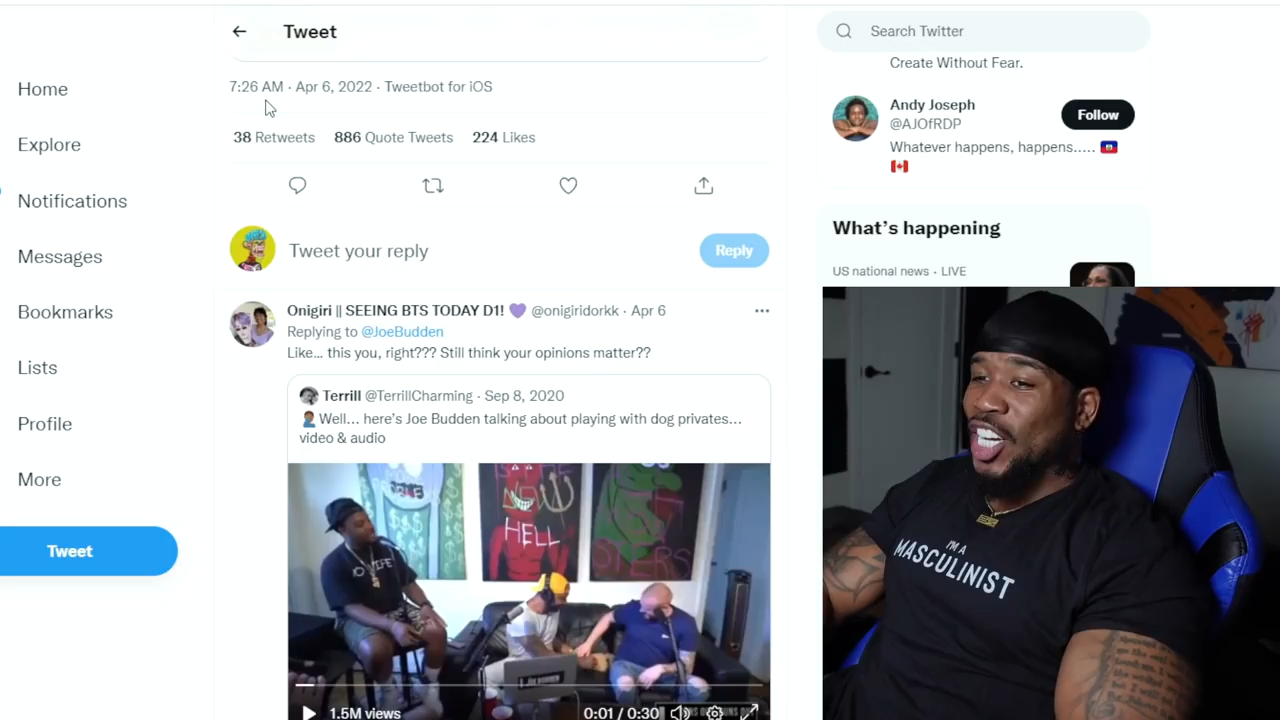 Tweet
Search Twitter
Create Without Fear.
Home
7:26 AM · Apr 6, 2022 · Tweetbot for iOS
Andy Joseph
@AJOfRDP
Follow
Whatever happens, happens.....
Explore
38 Retweets 886 Quote Tweets 224 Likes
Notifications
What's happening
Messages
Tweet your reply
Reply
US national news · LIVE
Bookmarks
Onigiri || SEEING BTS TODAY D1! 💜 @onigiridorkk · Apr 6
Replying to @JoeBudden
Like... this you, right??? Still think your opinions matter??
Lists
Terrill @TerrillCharming · Sep 8, 2020
Well... here's Joe Budden talking about playing with dog privates...
video & audio
Profile
More
Tweet
NOW
HELL
I'M A
MASCULINIST
1.5M views
0:01 / 0:30